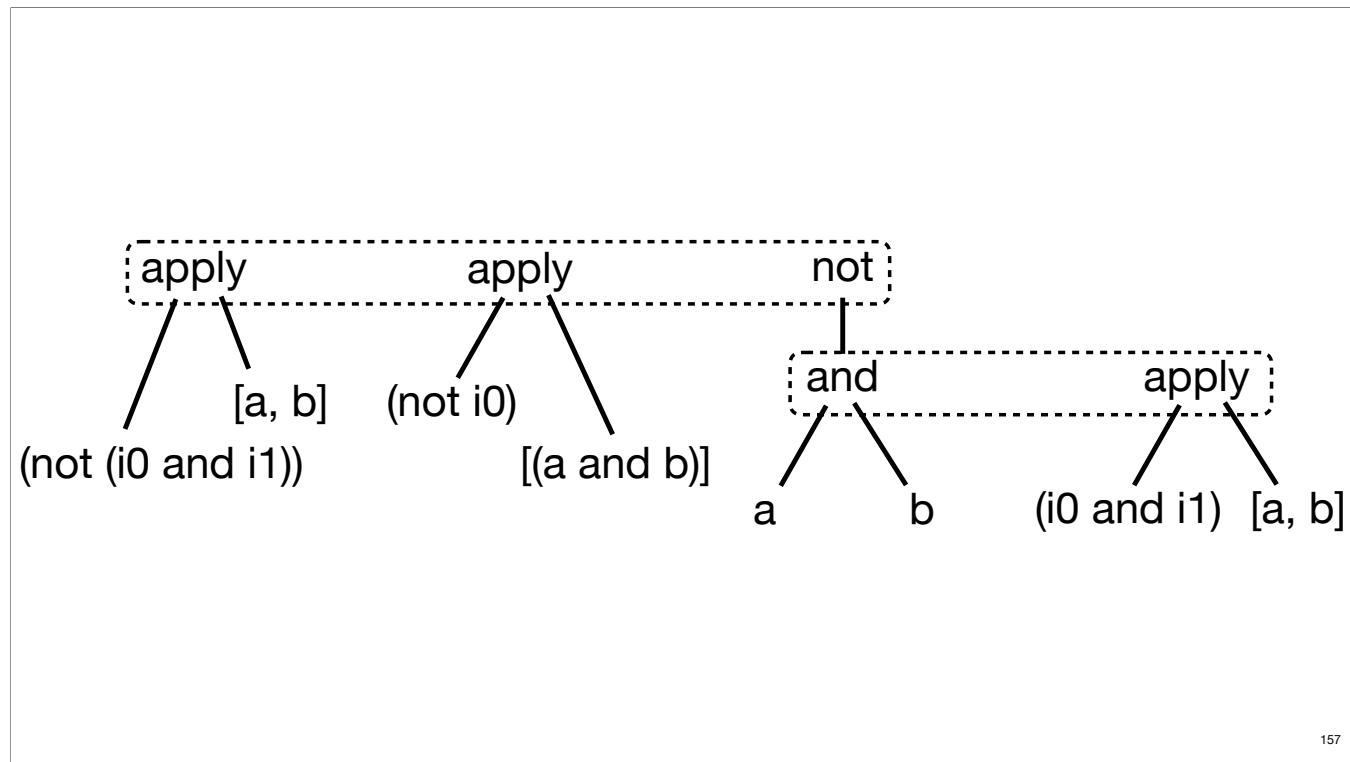 apply apply not
and apply
[a, b] (not i0)
(not (i0 and i1)) [(a and b)]
a b (i0 and i1) [a, b]
157